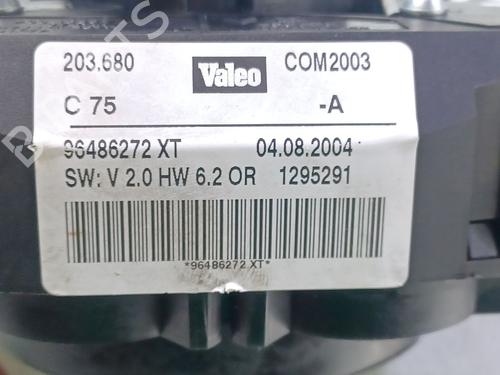 203.680 Valeo COM2003
C 75 -A
96486272 XT 04.08.2004
SW: V 2.0 HW 6.2 OR 1295291
*96486272 XT*